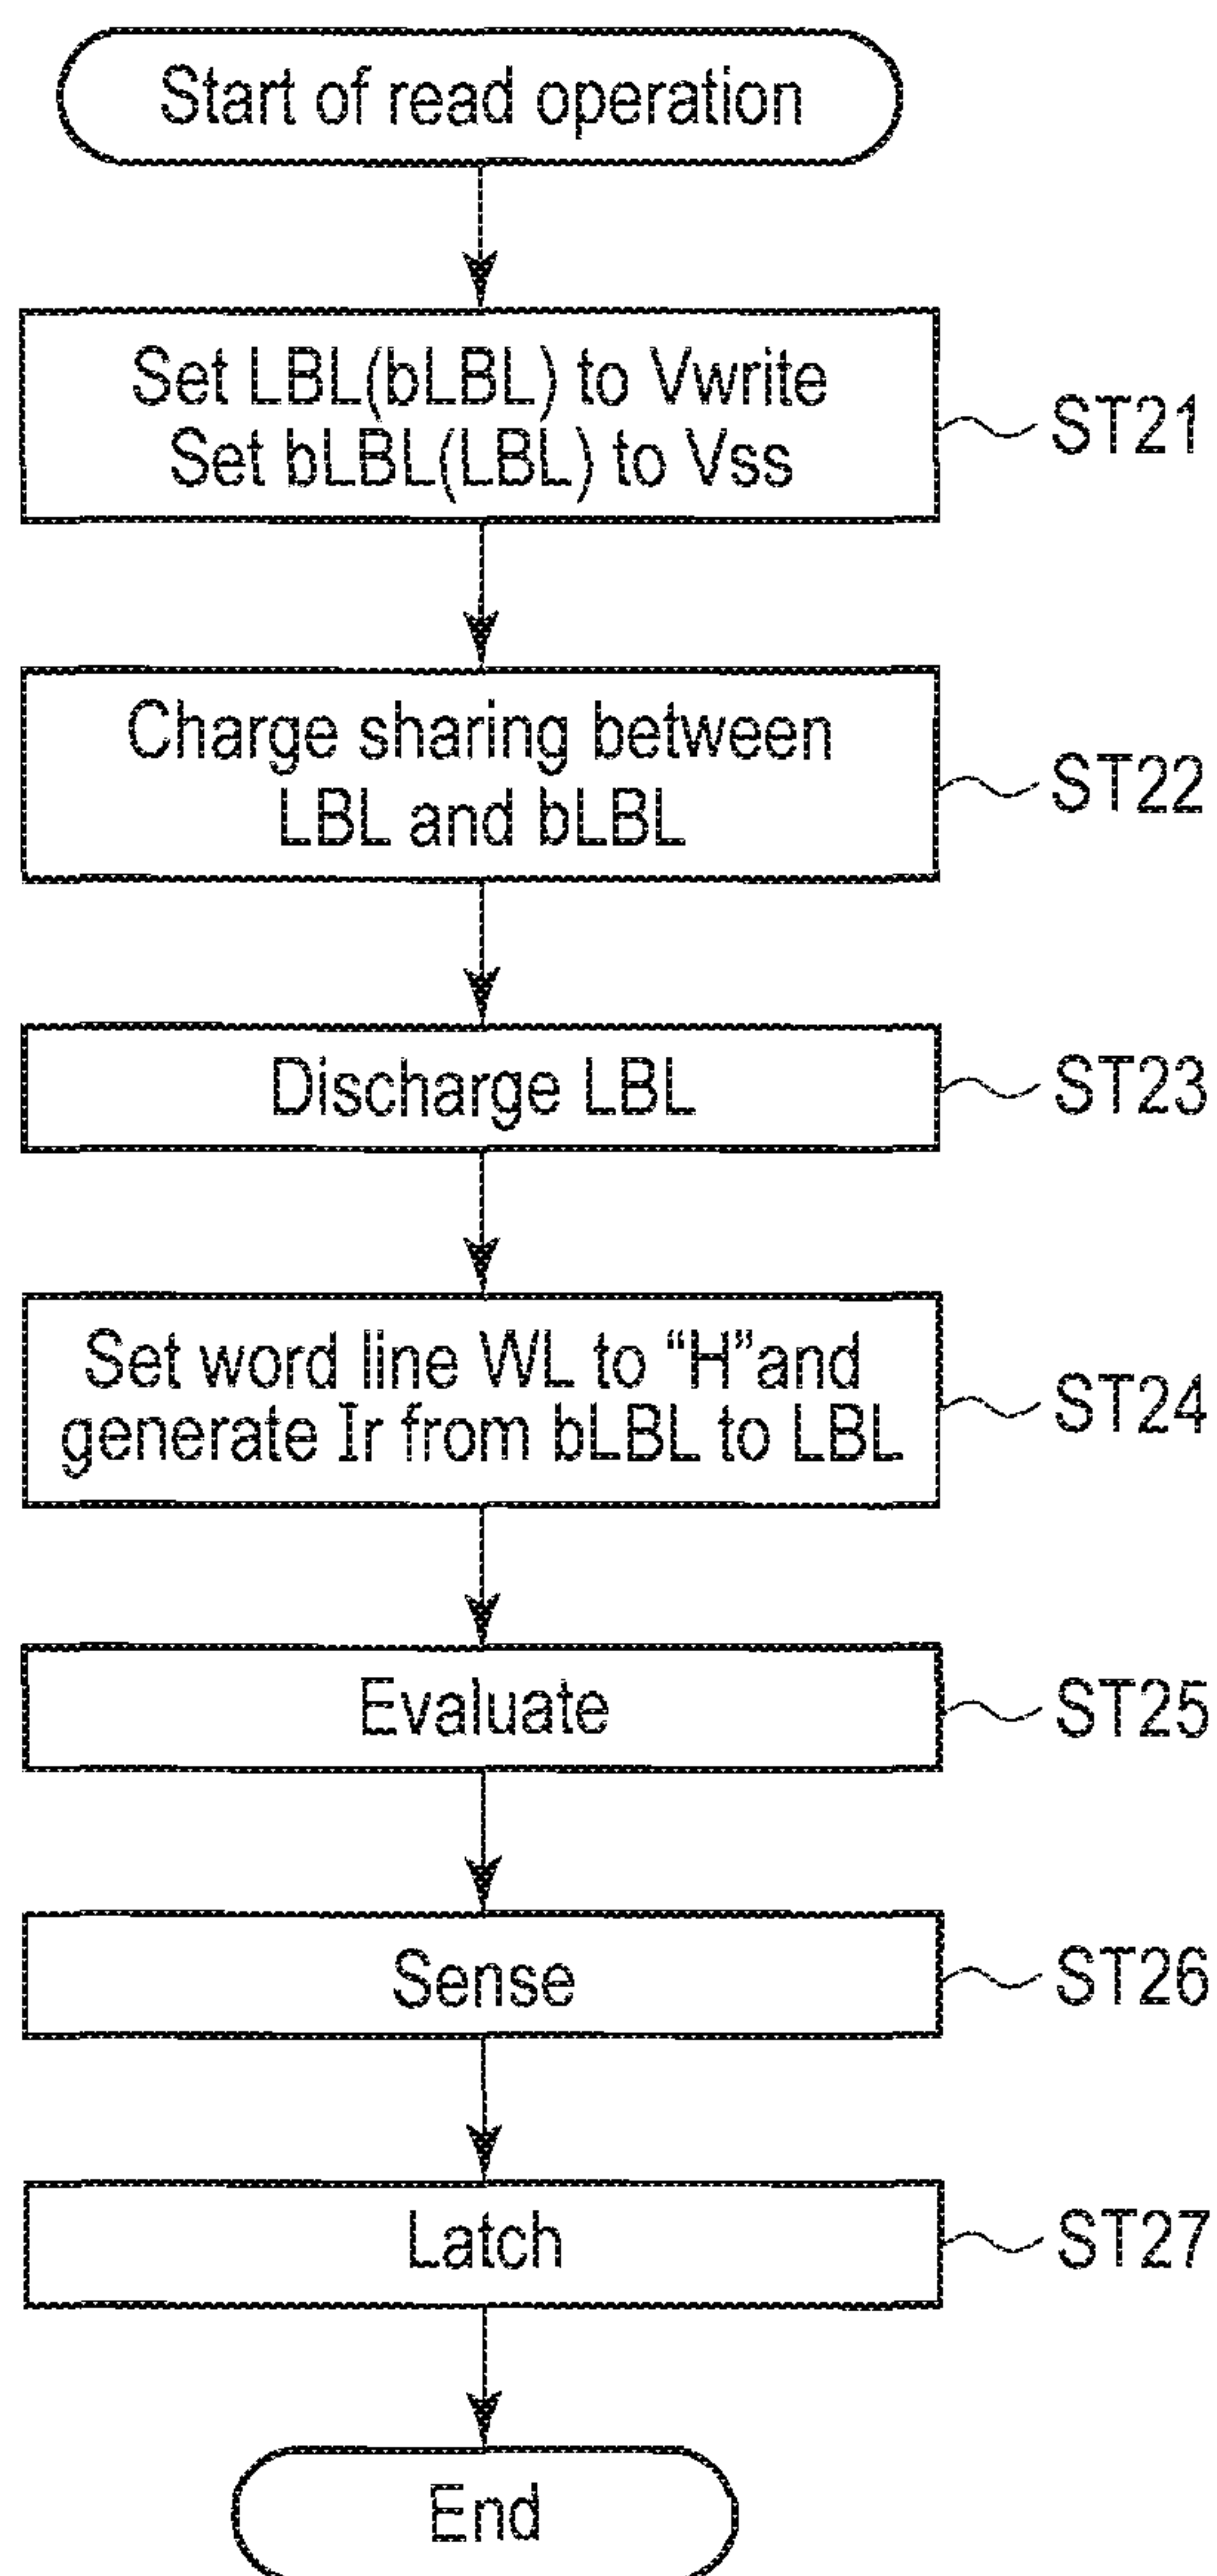 Start of read operation
Set LBL(bLBL) to Vwrite
Set bLBL(LBL) to Vss
ST21
Charge sharing between
LBL and bLBL
ST22
Discharge LBL
ST23
Set word line WL to “H”and
generate Ir from bLBL to LBL
ST24
Evaluate
ST25
Sense
ST26
Latch
ST27
End